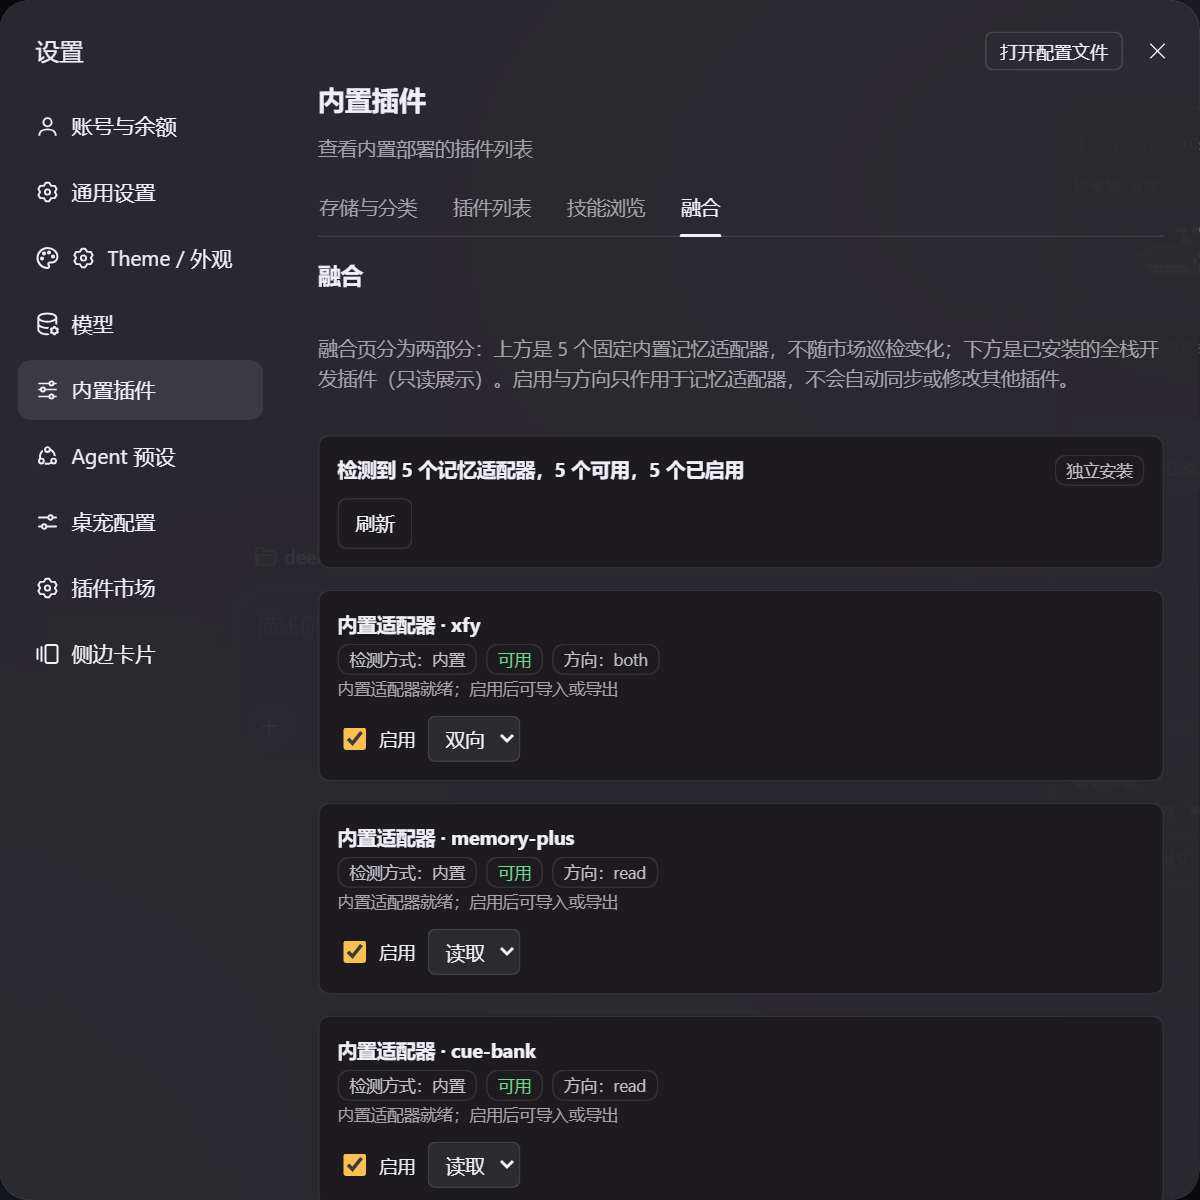 设置
打开配置文件
账号与余额
通用设置
Theme / 外观
模型
内置插件
Agent 预设
桌宠配置
插件市场
侧边卡片
内置插件
查看内置部署的插件列表
存储与分类 插件列表 技能浏览 融合
融合
融合页分为两部分：上方是 5 个固定内置记忆适配器，不随市场巡检变化；下方是已安装的全栈开
发插件（只读展示）。启用与方向只作用于记忆适配器，不会自动同步或修改其他插件。
检测到 5 个记忆适配器，5 个可用，5 个已启用
独立安装
刷新
内置适配器 · xfy
检测方式：内置 可用 方向：both
内置适配器就绪；启用后可导入或导出
启用 双向
内置适配器 · memory-plus
检测方式：内置 可用 方向：read
内置适配器就绪；启用后可导入或导出
启用 读取
内置适配器 · cue-bank
检测方式：内置 可用 方向：read
内置适配器就绪；启用后可导入或导出
启用 读取